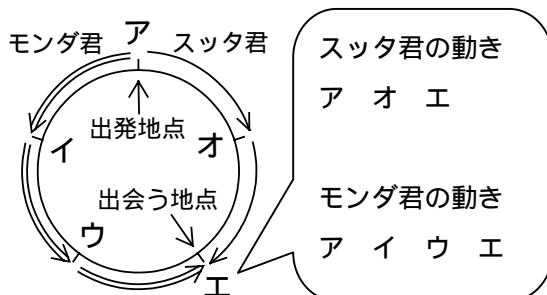 モンダ君
ア
スッタ君
出発地点
イ
オ
出会う地点
ウ
エ
スッタ君の動き
ア オ エ
モンダ君の動き
ア イ ウ エ